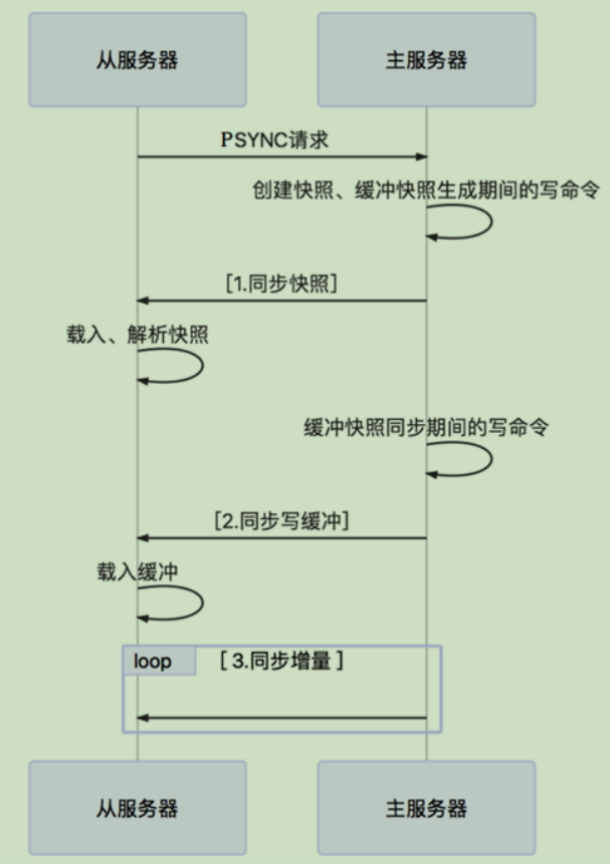 从服务器
主服务器
PSYNC请求
创建快照、缓冲快照生成期间的写命令
[1.同步快照]
载入、解析快照
缓冲快照同步期间的写命令
[2.同步写缓冲]
载入缓冲
loop
[ 3.同步增量 ]
从服务器
主服务器